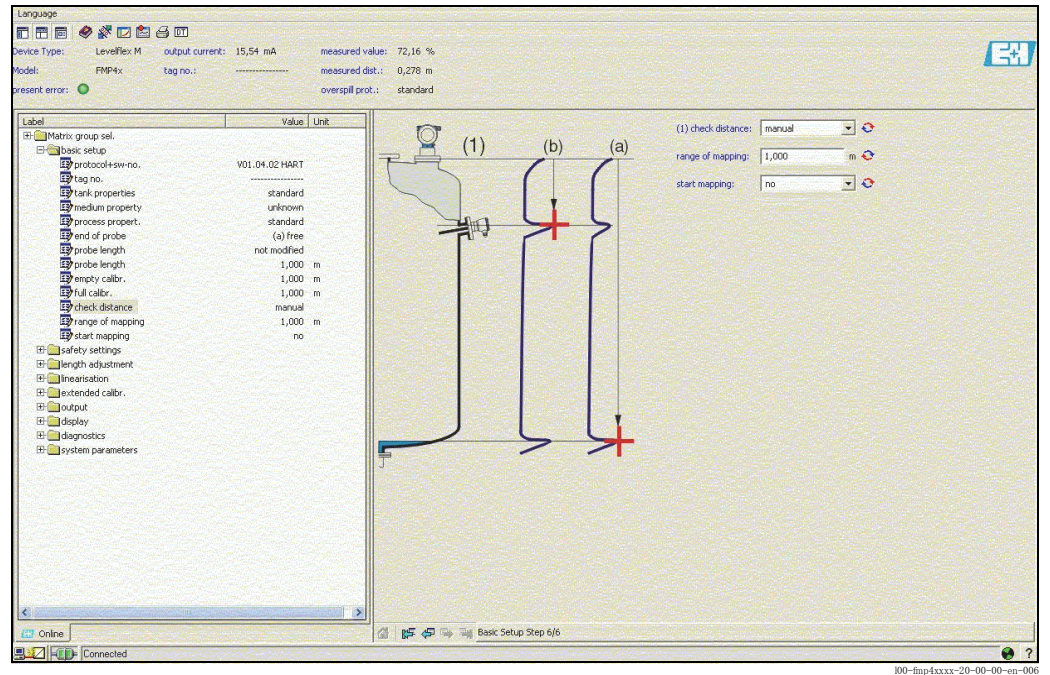 Language
Device Type: Levelflex M output current: 15,54 mA measured value: 72,16 %
Model: FMP4x tag no.: --------------- measured dist.: 0,278 m
present error: overspill prot.: standard
E+H
Label Value Unit
Matrix group sel.
basic setup
protocol+sw-no. V01.04.02 HART
tag no. ---------------
tank properties standard
medium property unknown
process propert. standard
end of probe (a) free
probe length not modified
probe length 1,000 m
empty calibr. 1,000 m
full calibr. 1,000 m
check distance manual
range of mapping 1,000 m
start mapping no
safety settings
length adjustment
linearisation
extended calibr.
output
display
diagnostics
system parameters
(1) (b) (a)
(1) check distance: manual
range of mapping: 1,000 m
start mapping: no
Online
Basic Setup Step 6/6
Connected
l00-fmp4xxxx-20-00-00-en-006